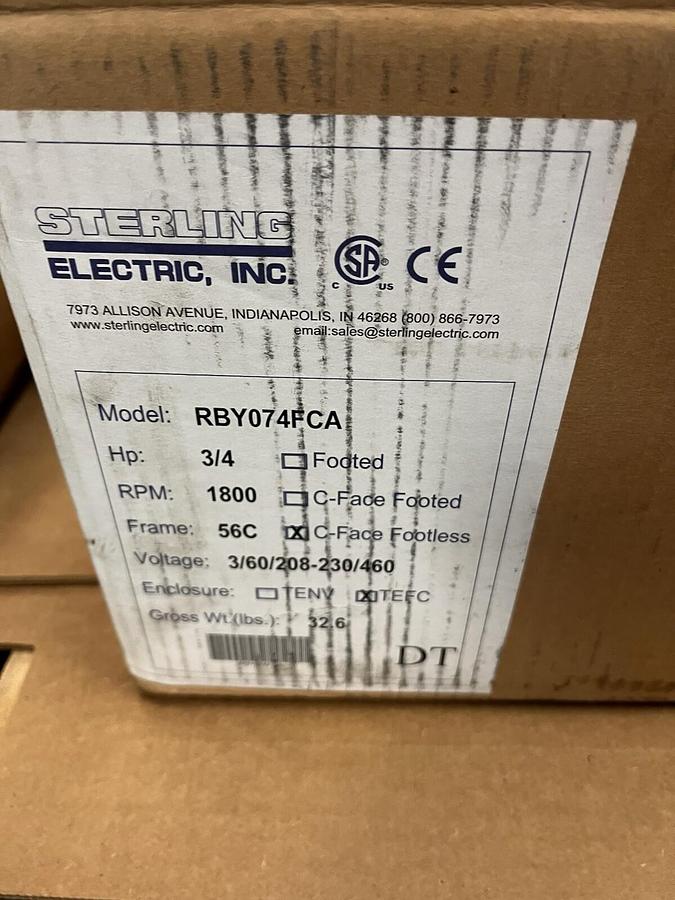 STERLING
ELECTRIC, INC.
CSA® C US CE
7973 ALLISON AVENUE, INDIANAPOLIS, IN 46268 (800) 866-7973
www.sterlingelectric.com email:sales@sterlingelectric.com
Model: RBY074FCA
Hp: 3/4 Footed
RPM: 1800 C-Face Footed
Frame: 56C X C-Face Footless
Voltage: 3/60/208-230/460
Enclosure: TENV X TEFC
Gross Wt.(lbs.): 32.6
DT